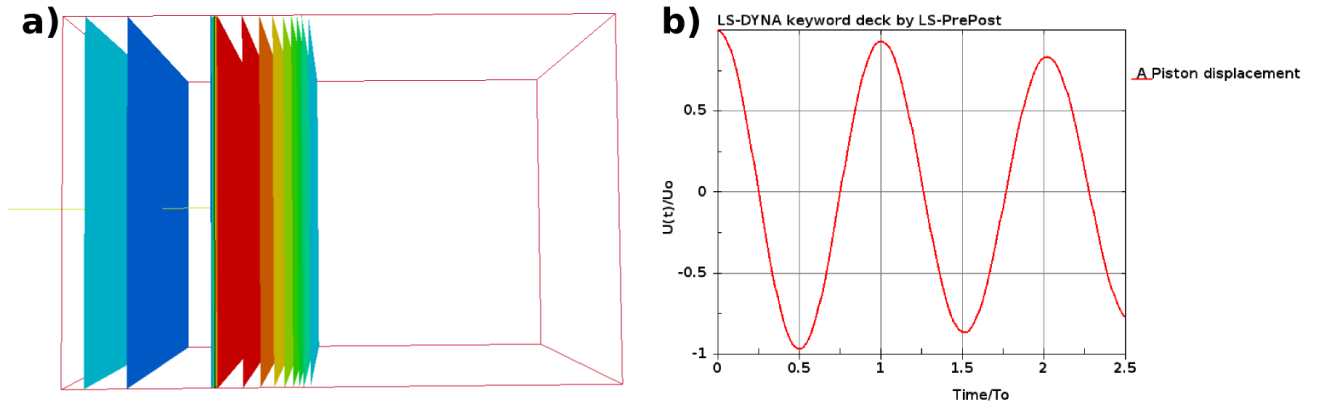 a)
b)
LS-DYNA keyword deck by LS-PrePost
A Piston displacement
U(t)/Uo
0.5
0
-0.5
-1
0
0.5
1
1.5
2
2.5
Time/To